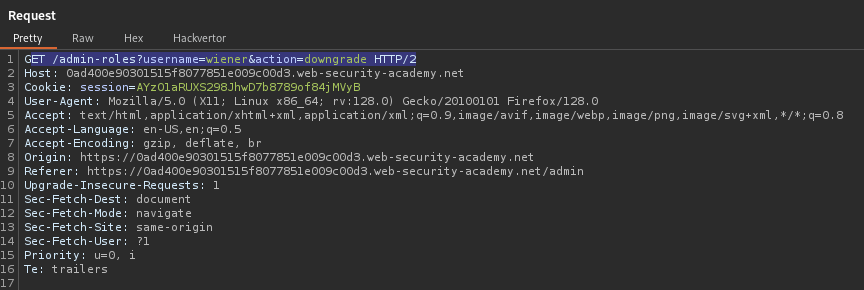 Request
Pretty Raw Hex Hackvertor
1 GET /admin-roles?username=wiener&action=downgrade HTTP/2
2 Host: 0ad400e90301515f8077851e009c00d3.web-security-academy.net
3 Cookie: session=AYzOlaRUXS298JhwD7b8789of84jMVyB
4 User-Agent: Mozilla/5.0 (X11; Linux x86_64; rv:128.0) Gecko/20100101 Firefox/128.0
5 Accept: text/html,application/xhtml+xml,application/xml;q=0.9,image/avif,image/webp,image/png,image/svg+xml,*/*;q=0.8
6 Accept-Language: en-US,en;q=0.5
7 Accept-Encoding: gzip, deflate, br
8 Origin: https://0ad400e90301515f8077851e009c00d3.web-security-academy.net
9 Referer: https://0ad400e90301515f8077851e009c00d3.web-security-academy.net/admin
10 Upgrade-Insecure-Requests: 1
11 Sec-Fetch-Dest: document
12 Sec-Fetch-Mode: navigate
13 Sec-Fetch-Site: same-origin
14 Sec-Fetch-User: ?1
15 Priority: u=0, i
16 Te: trailers
17